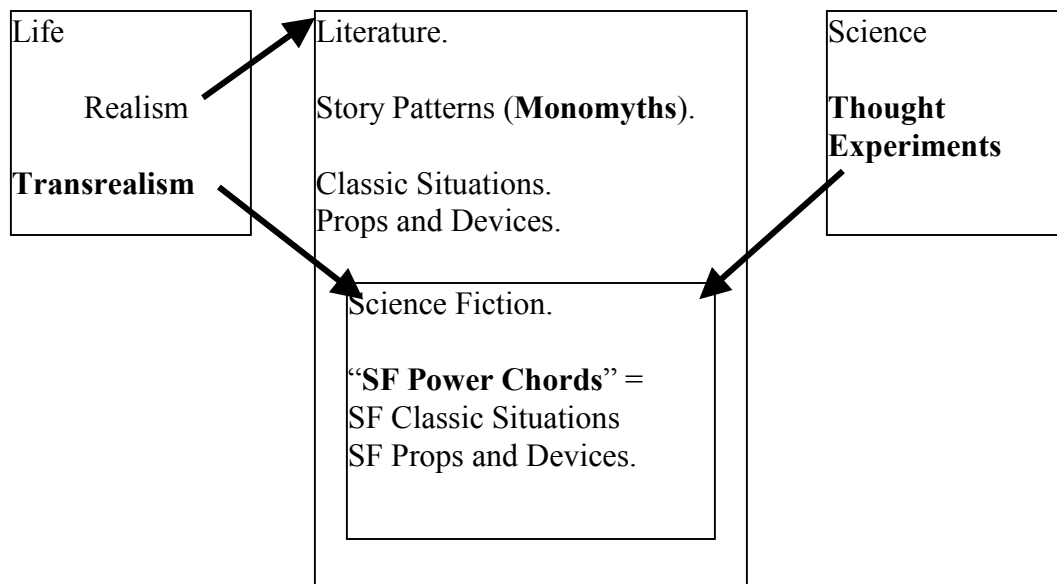 Life
Realism
Transrealism
Literature.
Story Patterns (Monomyths).
Classic Situations.
Props and Devices.
Science Fiction.
“SF Power Chords” =
SF Classic Situations
SF Props and Devices.
Science
Thought
Experiments